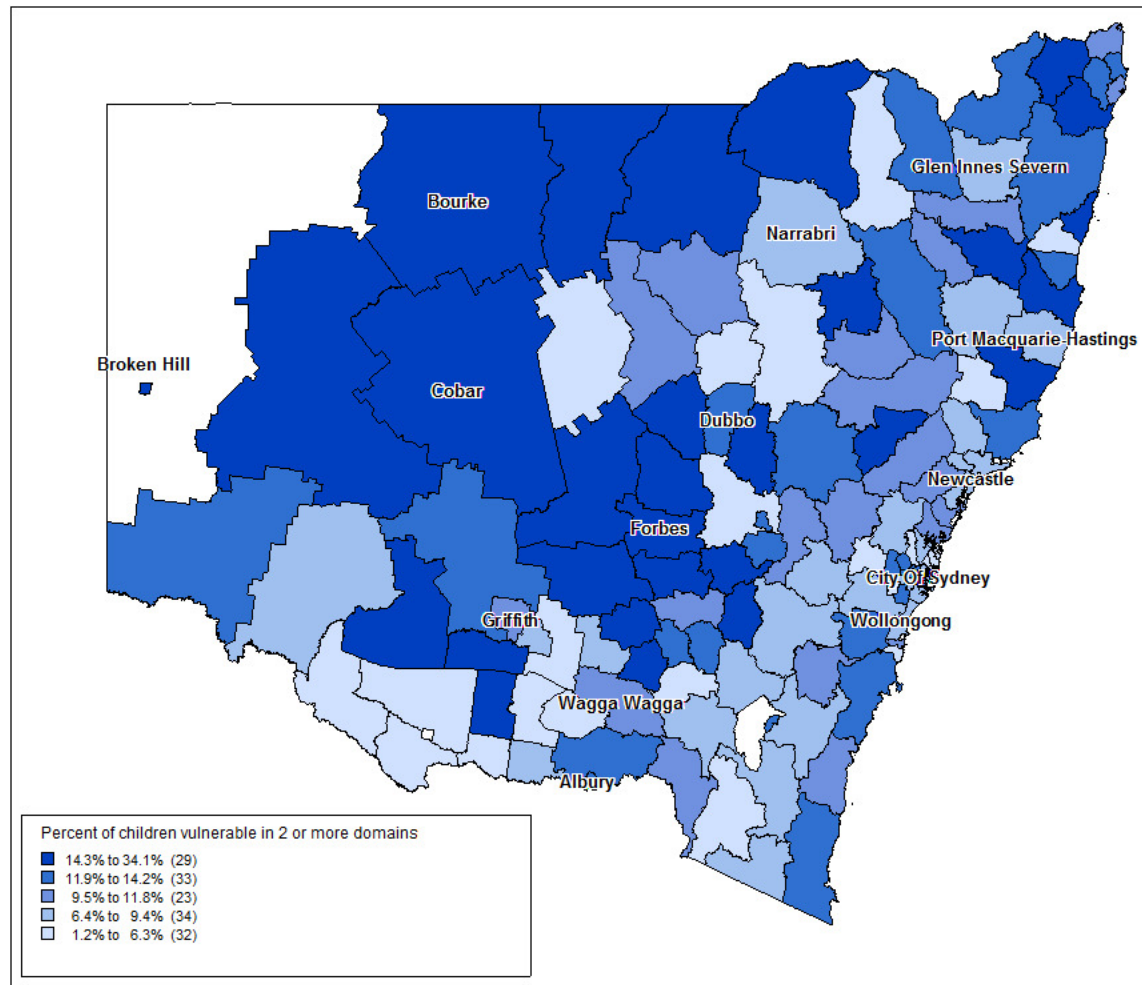 Bourke
Glen Innes Severn
Narrabri
Port Macquarie-Hastings
Broken Hill
Cobar
Dubbo
Newcastle
Forbes
City Of Sydney
Griffith
Wollongong
Wagga Wagga
Albury
Percent of children vulnerable in 2 or more domains
14.3% to 34.1% (29)
11.9% to 14.2% (33)
9.5% to 11.8% (23)
6.4% to 9.4% (34)
1.2% to 6.3% (32)